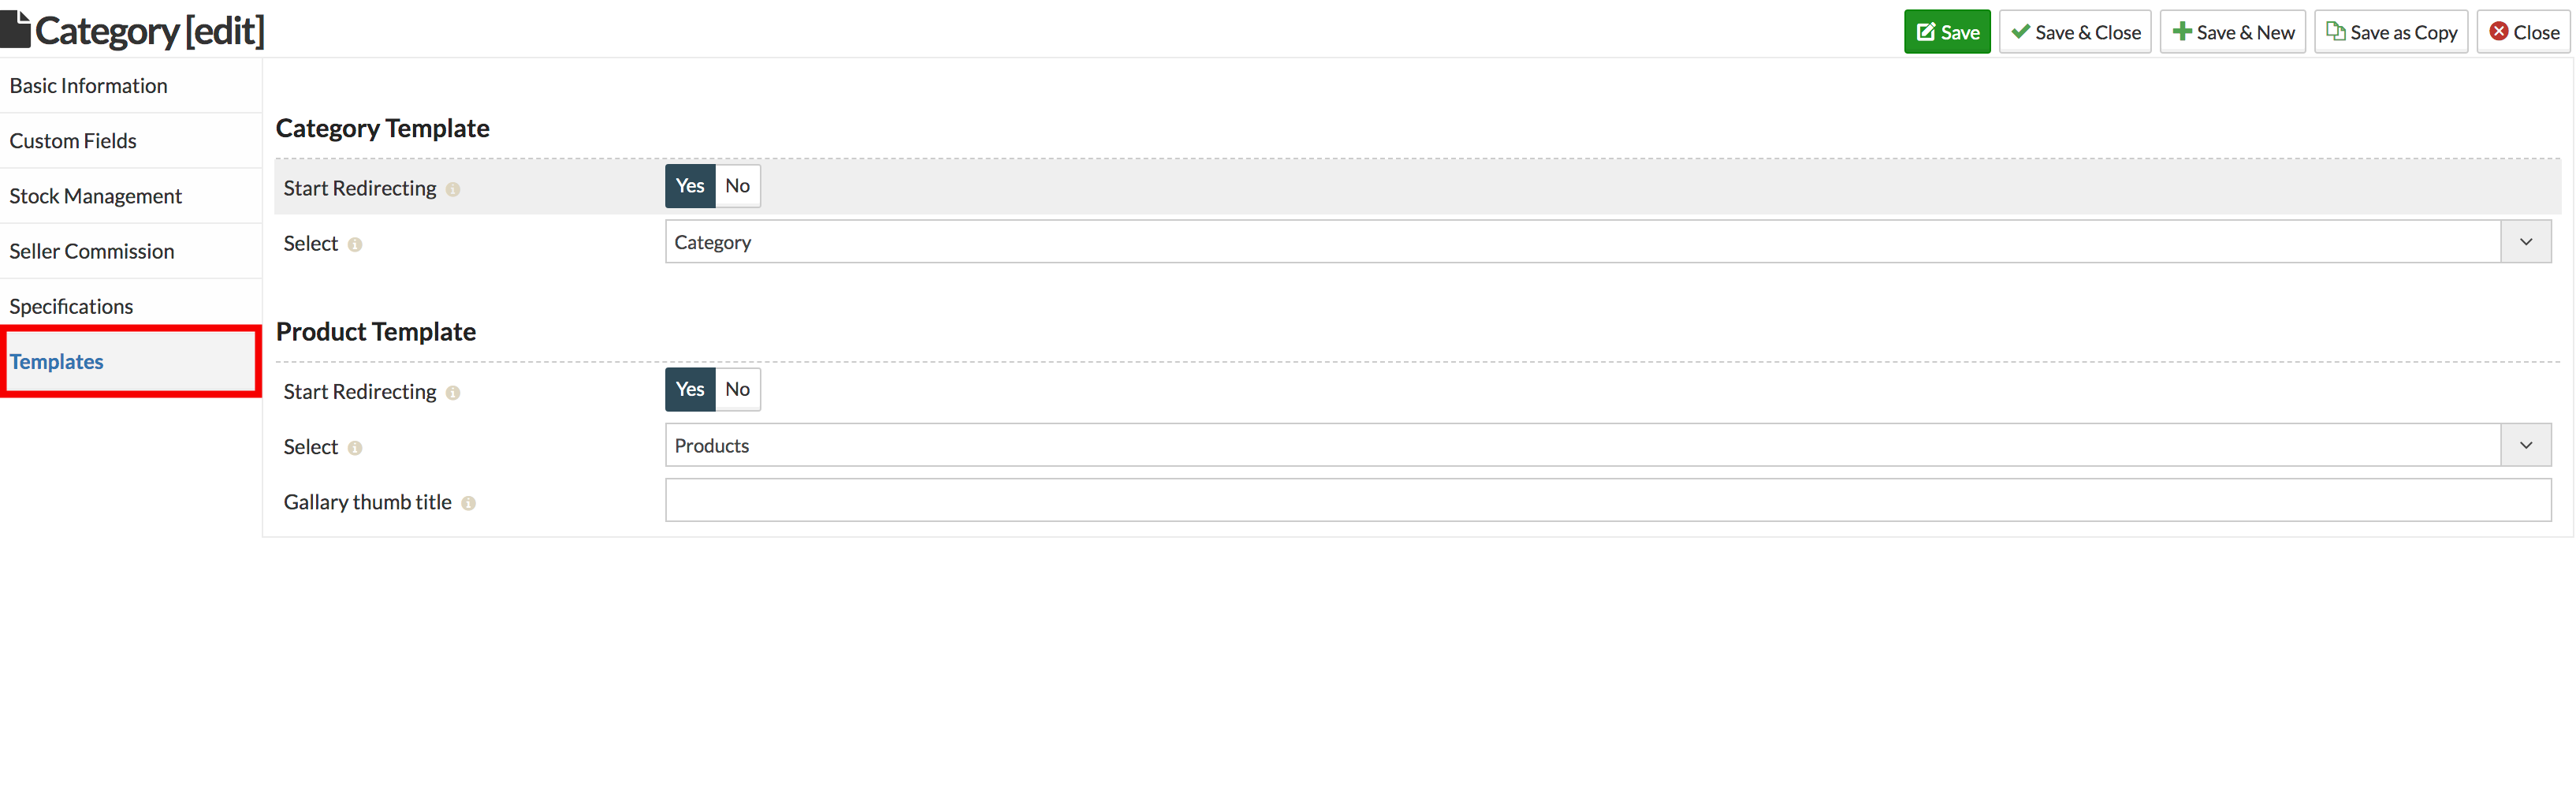 Category [edit]
Save
Save & Close
Save & New
Save as Copy
Close
Basic Information
Custom Fields
Stock Management
Seller Commission
Specifications
Templates
Category Template
Start Redirecting
Yes No
Select
Category
Product Template
Start Redirecting
Yes No
Select
Products
Gallary thumb title